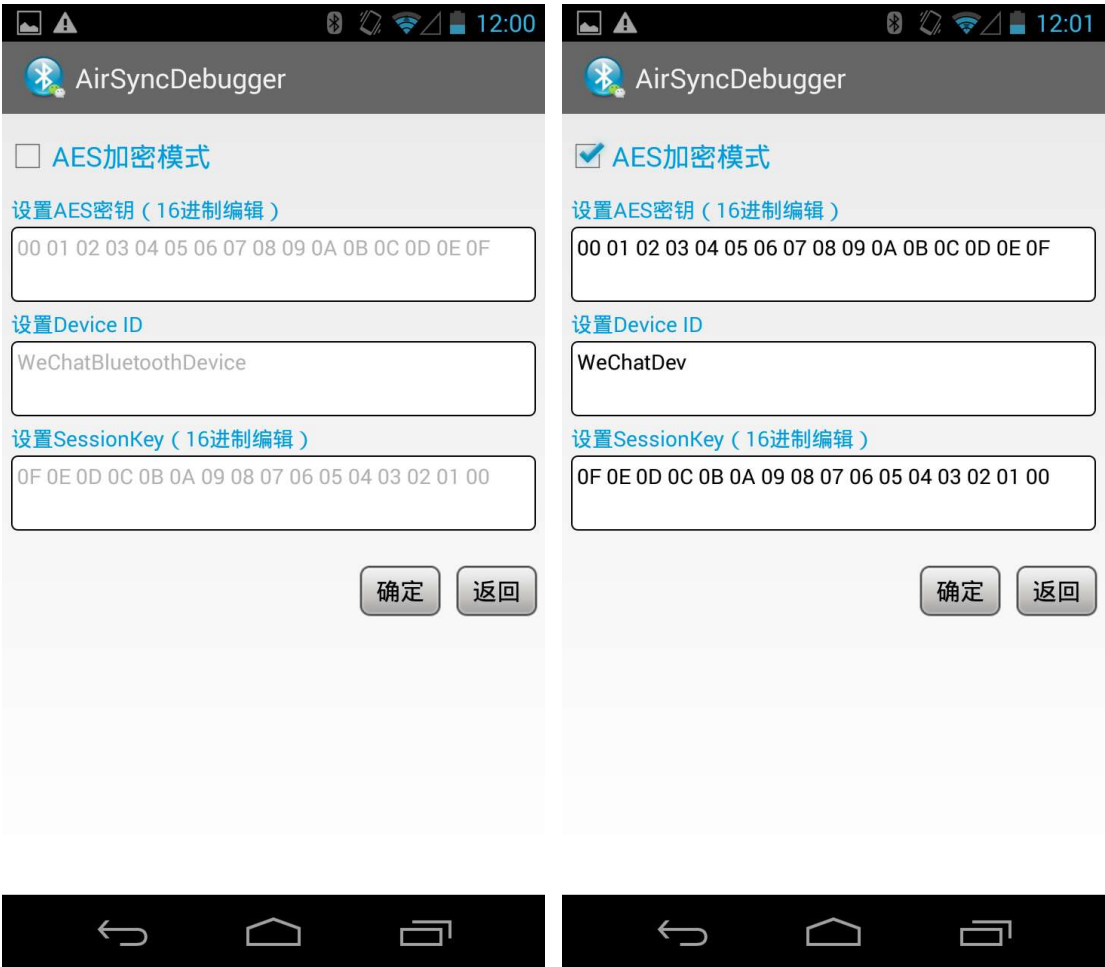 12:00
AirSyncDebugger
AES加密模式
设置AES密钥（16进制编辑）
00 01 02 03 04 05 06 07 08 09 0A 0B 0C 0D 0E 0F
设置Device ID
WeChatBluetoothDevice
设置SessionKey（16进制编辑）
0F 0E 0D 0C 0B 0A 09 08 07 06 05 04 03 02 01 00
确定 返回
12:01
AirSyncDebugger
AES加密模式
设置AES密钥（16进制编辑）
00 01 02 03 04 05 06 07 08 09 0A 0B 0C 0D 0E 0F
设置Device ID
WeChatDev
设置SessionKey（16进制编辑）
0F 0E 0D 0C 0B 0A 09 08 07 06 05 04 03 02 01 00
确定 返回